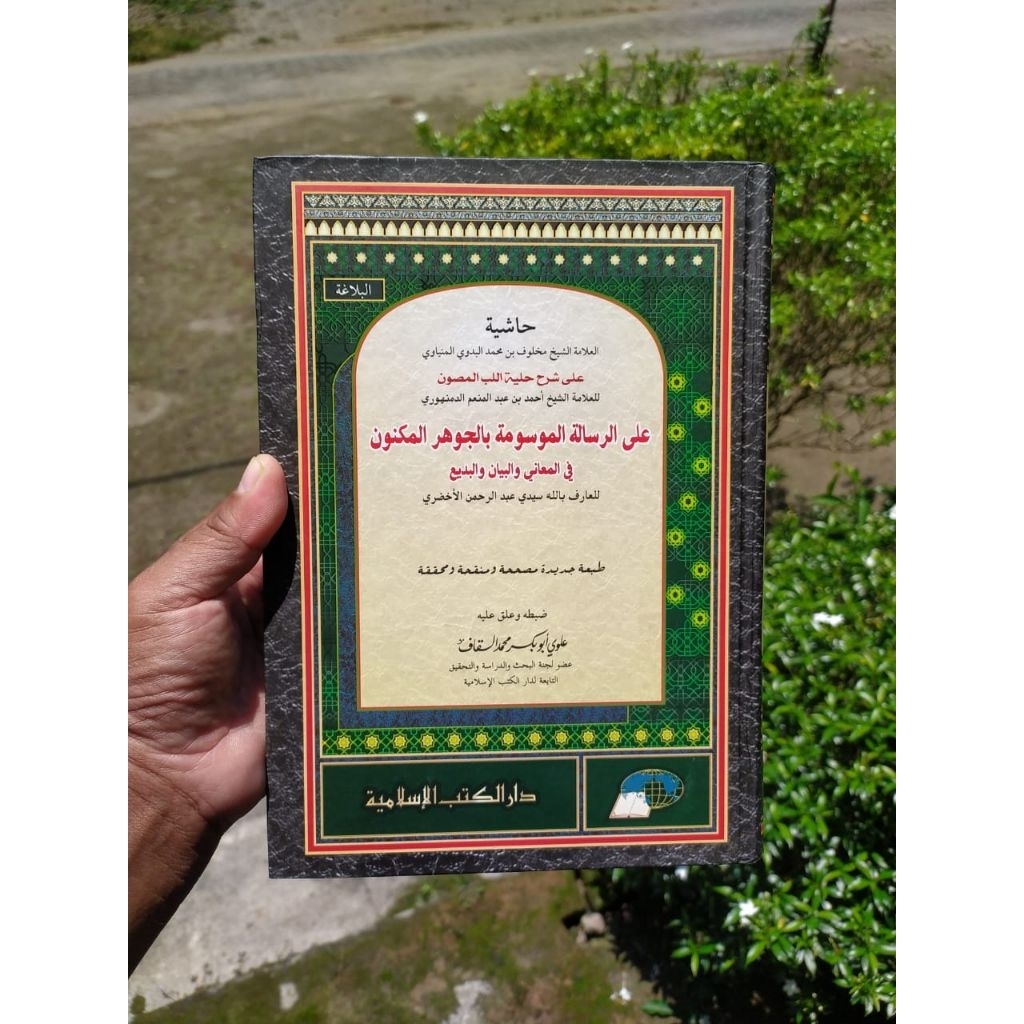 البلاغة
حاشية
العلامة الشيخ مخلوف بن محمد البدوي المنياوي
على شرح حلية اللب المصون
للعلامة الشيخ أحمد بن عبد المنعم الدمنهوري
على الرسالة الموسومة بالجوهر المكنون
في المعاني والبيان والبديع
للعارف بالله سيدي عبد الرحمن الأخضري
طبعة جديدة مصححة ومنقحة ومحققة
ضبطه وعلق عليه
علوي أبو بكر محمد السقاف
عضو لجنة البحث والدراسة والتحقيق
التابعة لدار الكتب الإسلامية
دار الكتب الإسلامية